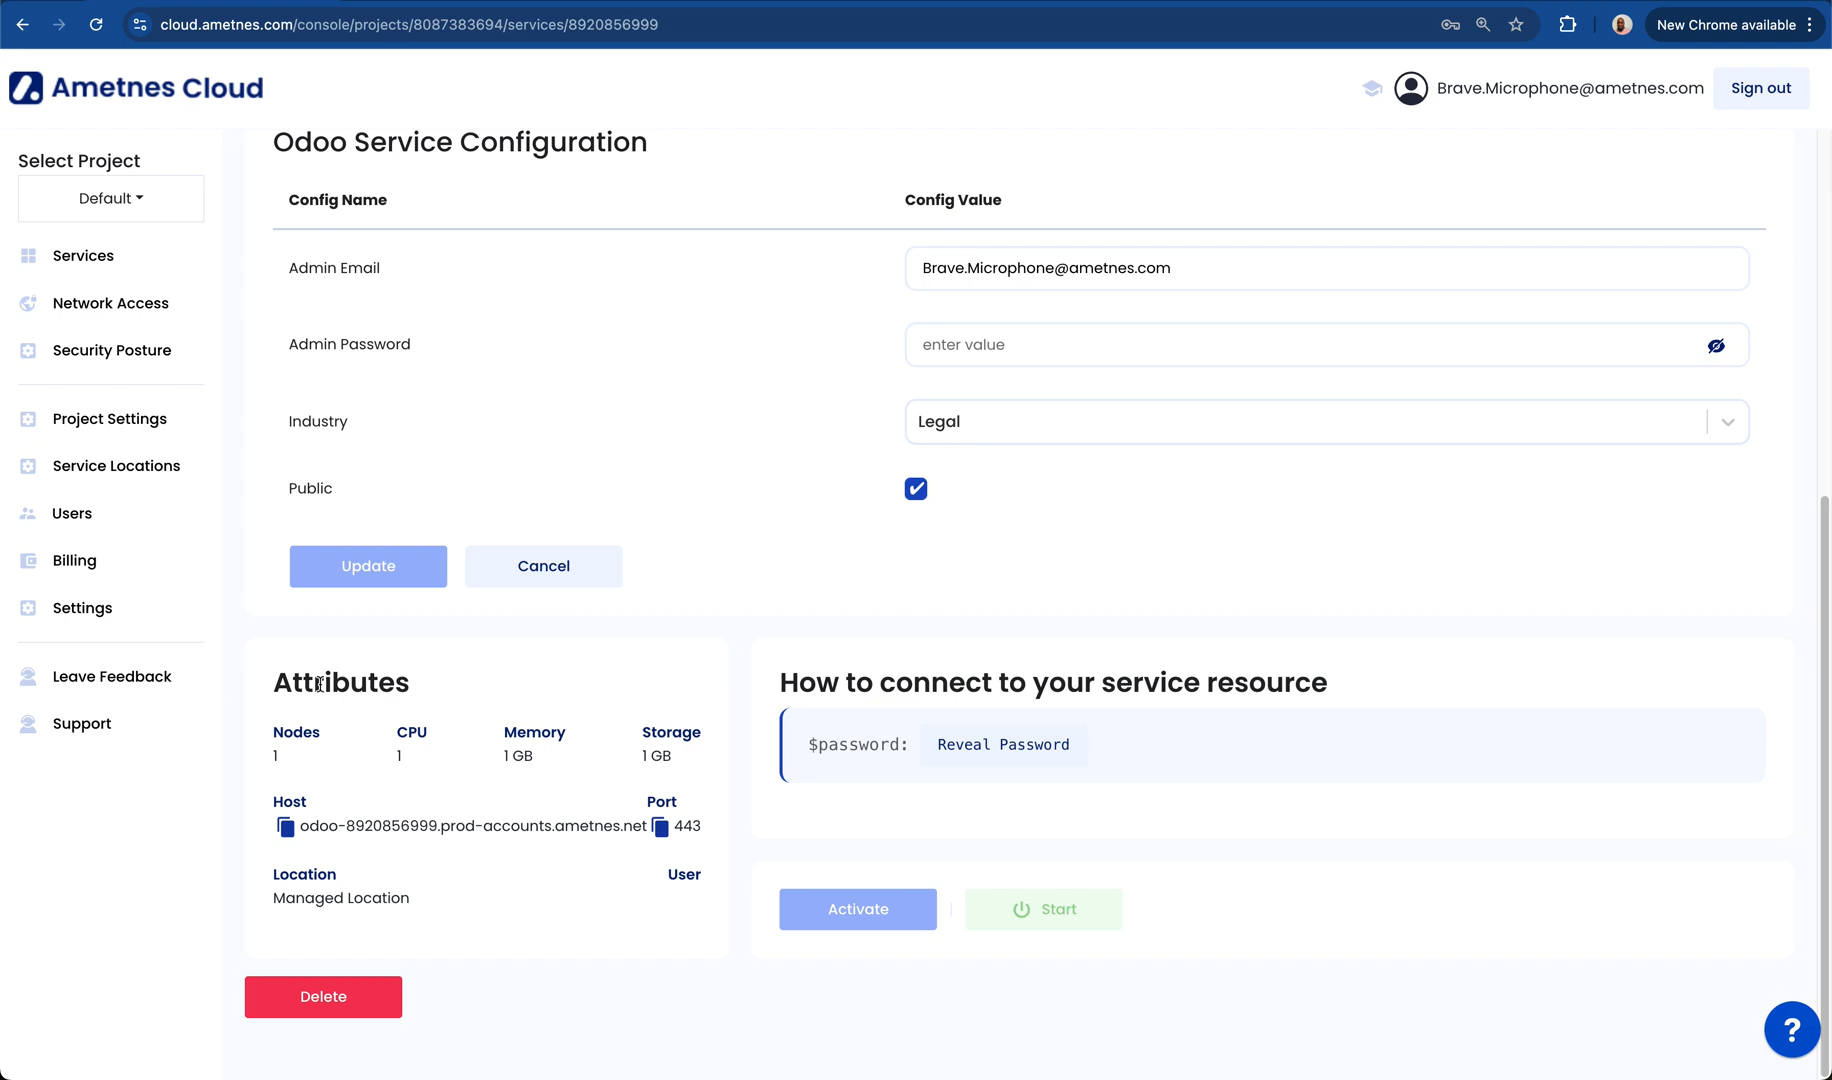 cloud.ametnes.com/console/projects/8087383694/services/8920856999
New Chrome available
Ametnes Cloud
Brave.Microphone@ametnes.com
Sign out
Select Project
Default
Services
Network Access
Security Posture
Project Settings
Service Locations
Users
Billing
Settings
Leave Feedback
Support
Odoo Service Configuration
Config Name
Config Value
Admin Email
Brave.Microphone@ametnes.com
Admin Password
enter value
Industry
Legal
Public
Update
Cancel
Attributes
Nodes
CPU
Memory
Storage
1
1
1 GB
1 GB
Host
Port
odoo-8920856999.prod-accounts.ametnes.net
443
Location
User
Managed Location
How to connect to your service resource
$password:
Reveal Password
Activate
Start
Delete
?